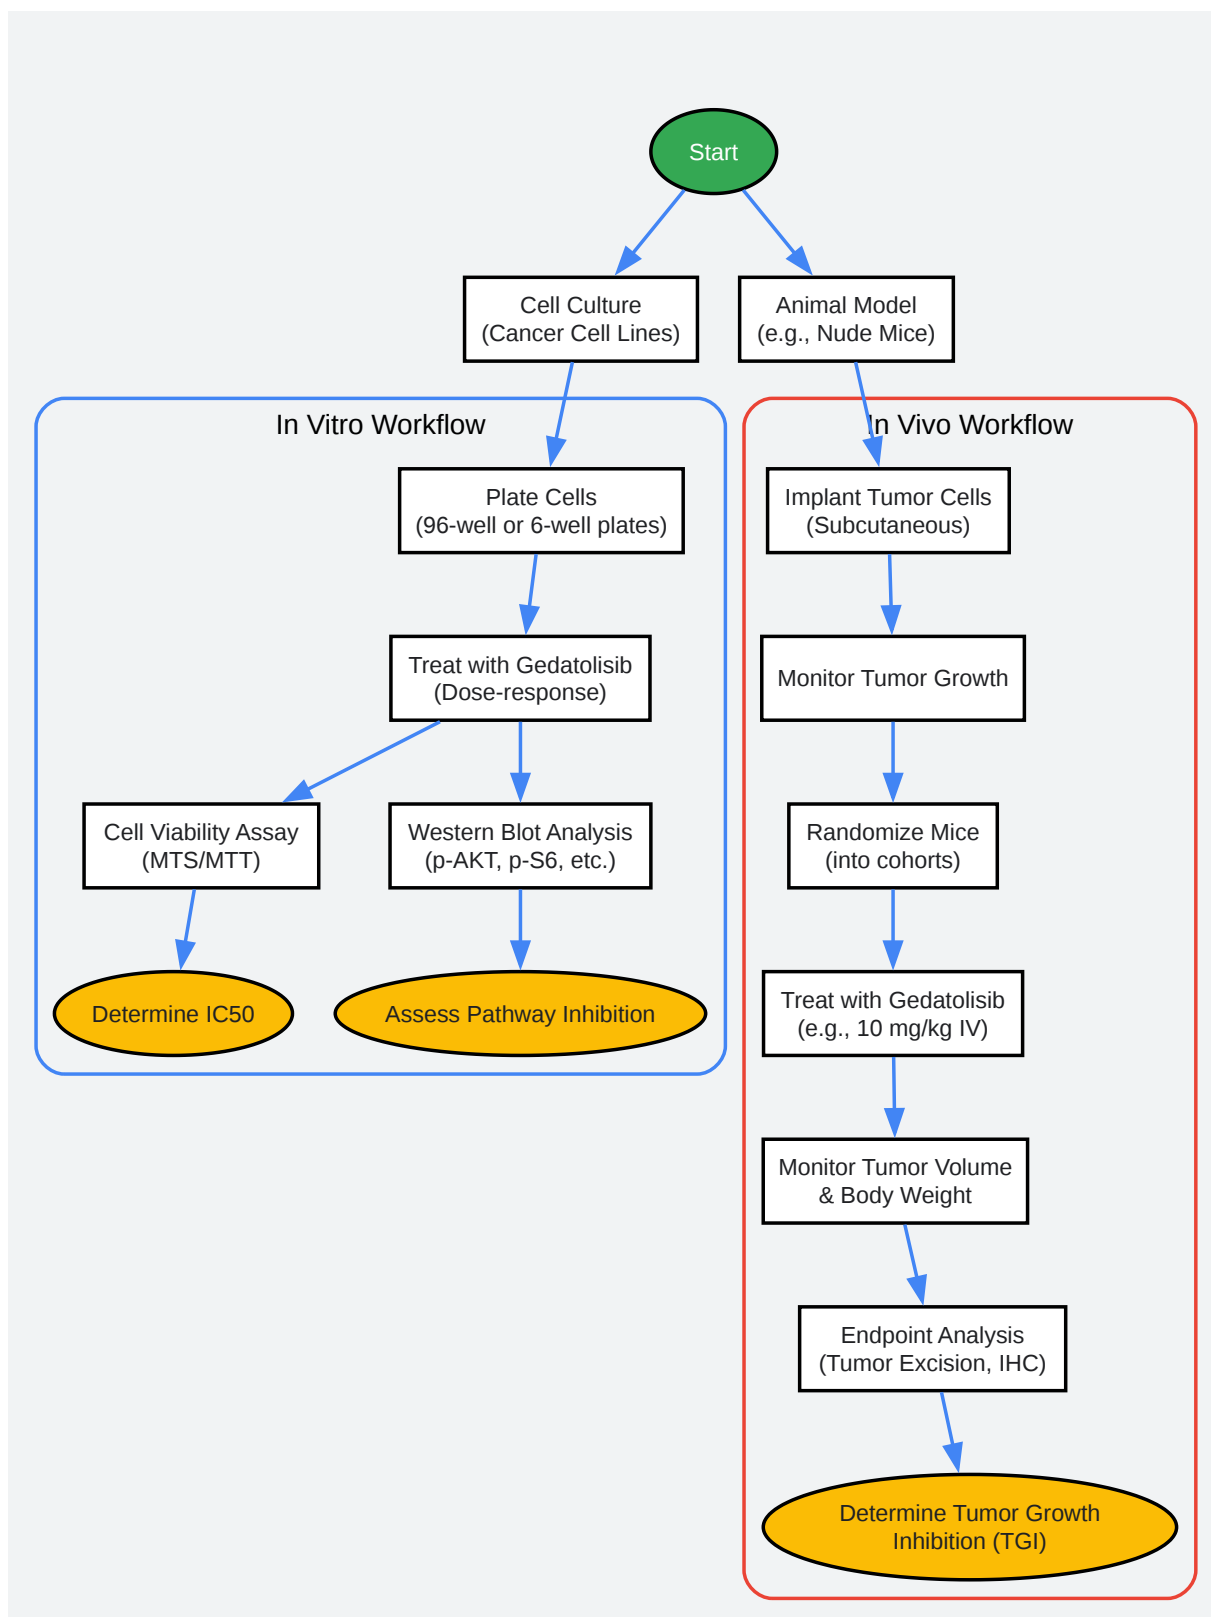 Start
Cell Culture
(Cancer Cell Lines)
Animal Model
(e.g., Nude Mice)
In Vitro Workflow
Plate Cells
(96-well or 6-well plates)
Treat with Gedatolisib
(Dose-response)
Cell Viability Assay
(MTS/MTT)
Western Blot Analysis
(p-AKT, p-S6, etc.)
Determine IC50
Assess Pathway Inhibition
In Vivo Workflow
Implant Tumor Cells
(Subcutaneous)
Monitor Tumor Growth
Randomize Mice
(into cohorts)
Treat with Gedatolisib
(e.g., 10 mg/kg IV)
Monitor Tumor Volume
& Body Weight
Endpoint Analysis
(Tumor Excision, IHC)
Determine Tumor Growth
Inhibition (TGI)